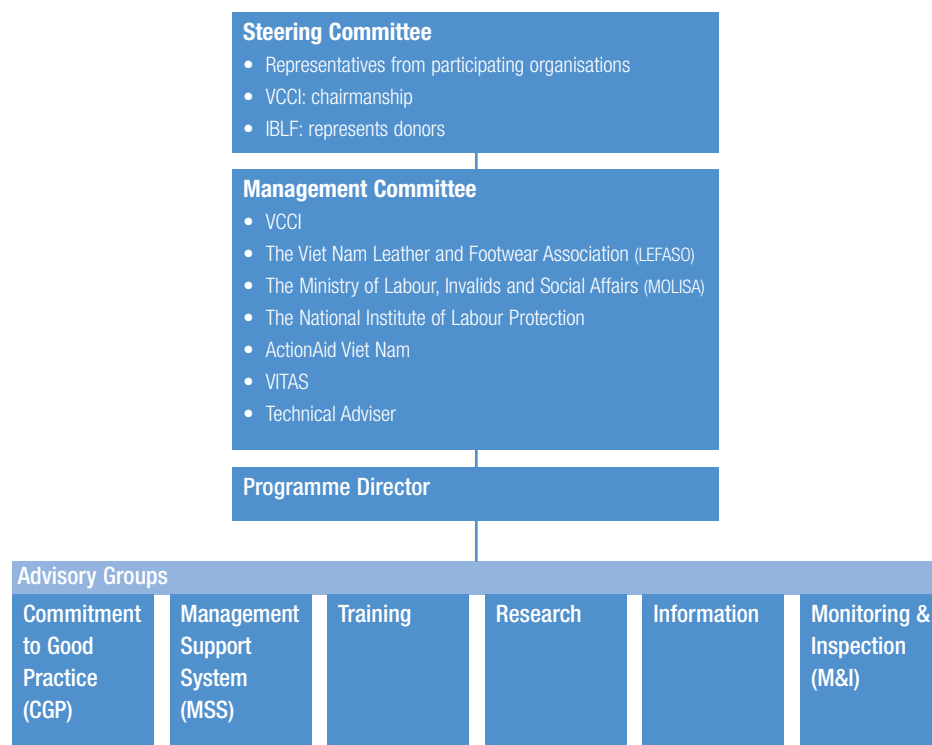 Steering Committee
• Representatives from participating organisations
• VCCI: chairmanship
• IBLF: represents donors
Management Committee
• VCCI
• The Viet Nam Leather and Footwear Association (LEFASO)
• The Ministry of Labour, Invalids and Social Affairs (MOLISA)
• The National Institute of Labour Protection
• ActionAid Viet Nam
• VITAS
• Technical Adviser
Programme Director
Advisory Groups
Commitment
to Good
Practice
(CGP)
Management
Support
System
(MSS)
Training
Research
Information
Monitoring &
Inspection
(M&I)